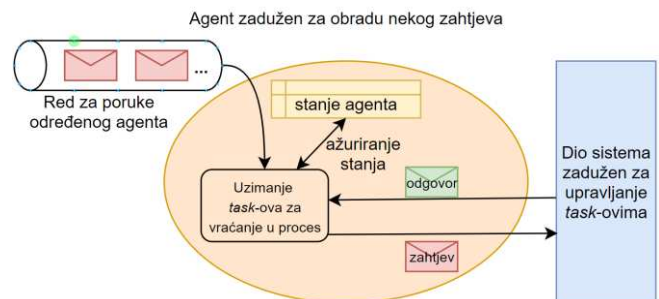 Agent zadužen za obradu nekog zahtjeva
...
Red za poruke
određenog agenta
stanje agenta
ažuriranje
stanja
Uzimanje
task-ova za
vraćanje u proces
odgovor
zahtjev
Dio sistema
zadužen za
upravljanje
task-ovima